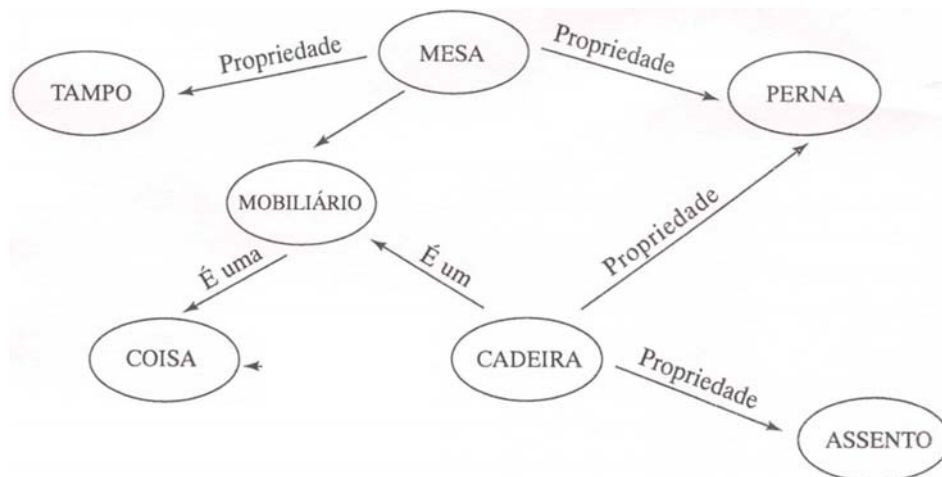 Propriedade
MESA
Propriedade
TAMPO
PERNA
MOBILIÁRIO
Propriedade
É uma
É um
COISA
CADEIRA
Propriedade
ASSENTO